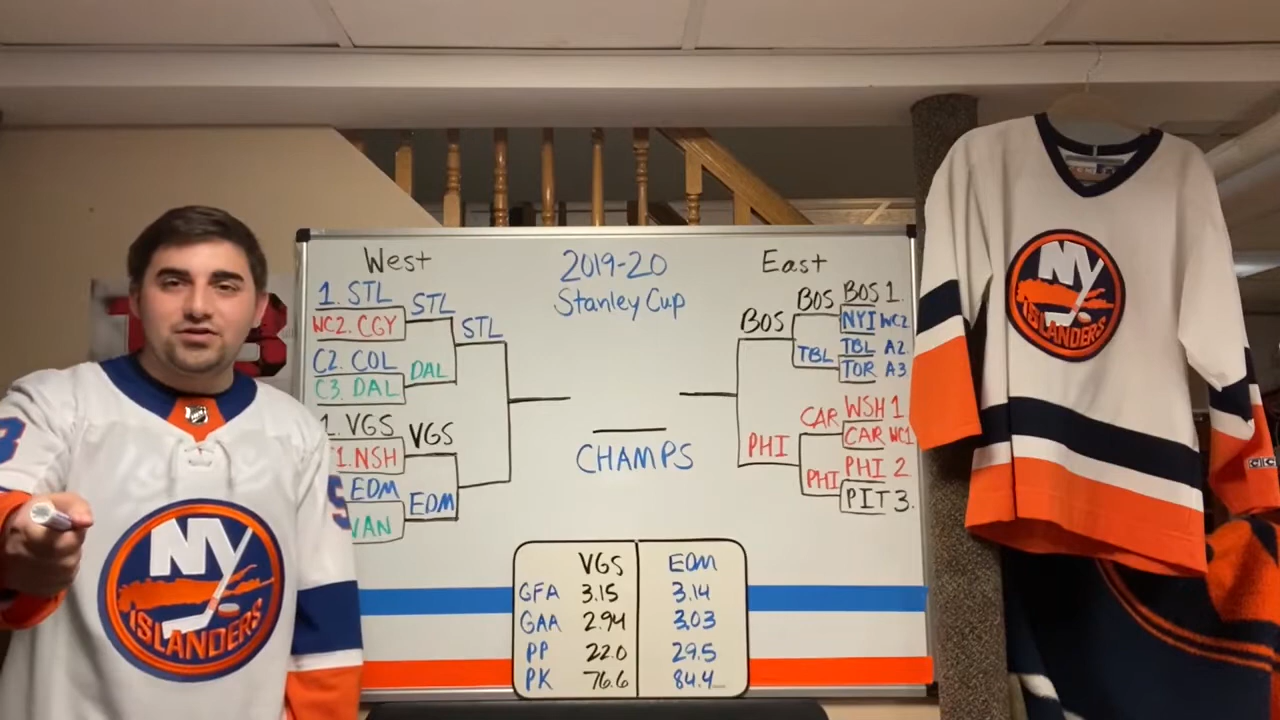 West
2019-20
Stanley Cup
East
1. STL
WC2. CGY
C2. COL
C3. DAL
1. VGS
1. NSH
EDM
VAN
STL
DAL
VGS
EDM
STL
CHAMPS
BOS
PHI
BOS
TBL
CAR
PHI
BOS 1.
NYI WC2
TBL A2.
TOR A3
WSH 1
CAR WC1
PHI 2
PIT 3.
VGS EDM
GFA 3.15 3.14
GAA 2.94 3.03
PP 22.0 29.5
PK 76.6 84.4
NY
ISLANDERS
NY
ISLANDERS
CCM